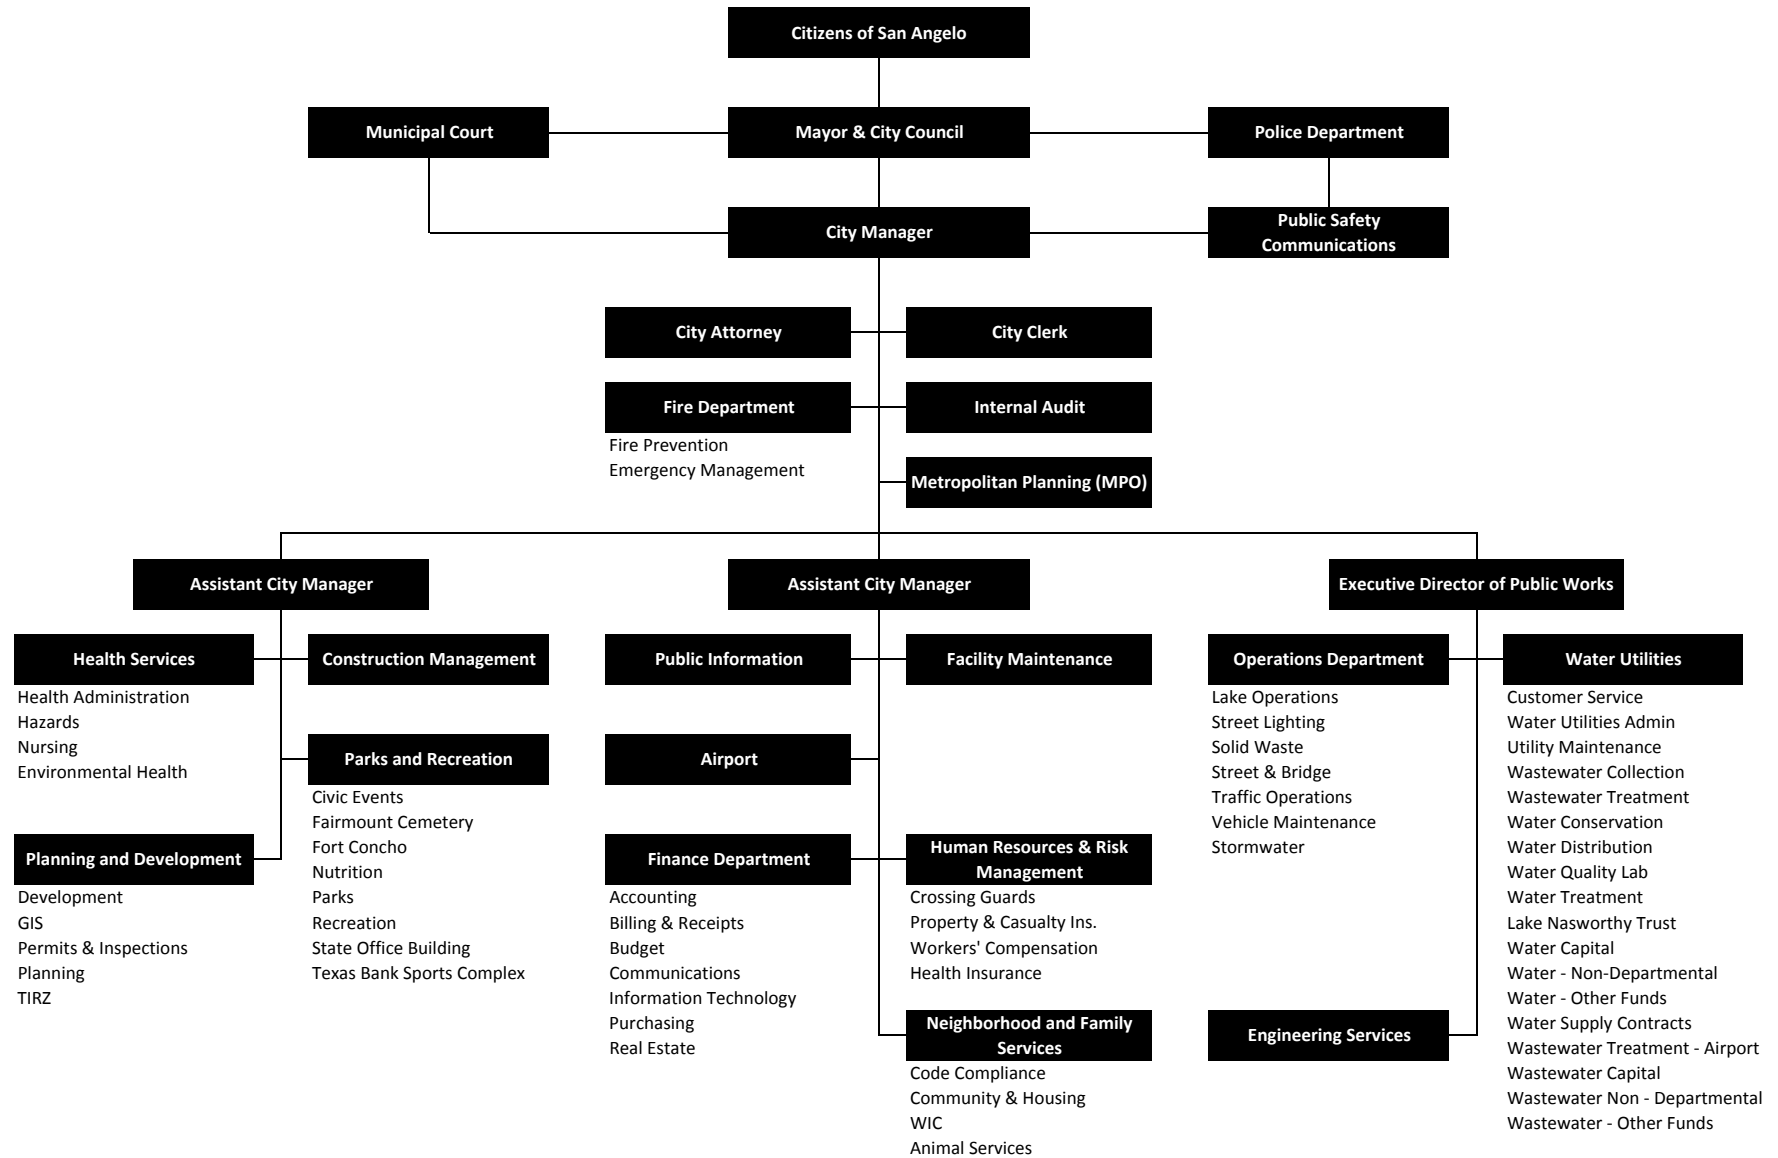 Citizens of San Angelo
Municipal Court
Mayor & City Council
Police Department
City Manager
Public Safety
Communications
City Attorney
City Clerk
Fire Department
Internal Audit
Fire Prevention
Emergency Management
Metropolitan Planning (MPO)
Assistant City Manager
Assistant City Manager
Executive Director of Public Works
Health Services
Health Administration
Hazards
Nursing
Environmental Health
Construction Management
Parks and Recreation
Civic Events
Fairmount Cemetery
Fort Concho
Nutrition
Parks
Recreation
State Office Building
Texas Bank Sports Complex
Planning and Development
Development
GIS
Permits & Inspections
Planning
TIRZ
Public Information
Facility Maintenance
Airport
Finance Department
Accounting
Billing & Receipts
Budget
Communications
Information Technology
Purchasing
Real Estate
Human Resources & Risk
Management
Crossing Guards
Property & Casualty Ins.
Workers' Compensation
Health Insurance
Neighborhood and Family
Services
Code Compliance
Community & Housing
WIC
Animal Services
Operations Department
Lake Operations
Street Lighting
Solid Waste
Street & Bridge
Traffic Operations
Vehicle Maintenance
Stormwater
Engineering Services
Water Utilities
Customer Service
Water Utilities Admin
Utility Maintenance
Wastewater Collection
Wastewater Treatment
Water Conservation
Water Distribution
Water Quality Lab
Water Treatment
Lake Nasworthy Trust
Water Capital
Water - Non-Departmental
Water - Other Funds
Water Supply Contracts
Wastewater Treatment - Airport
Wastewater Capital
Wastewater Non - Departmental
Wastewater - Other Funds